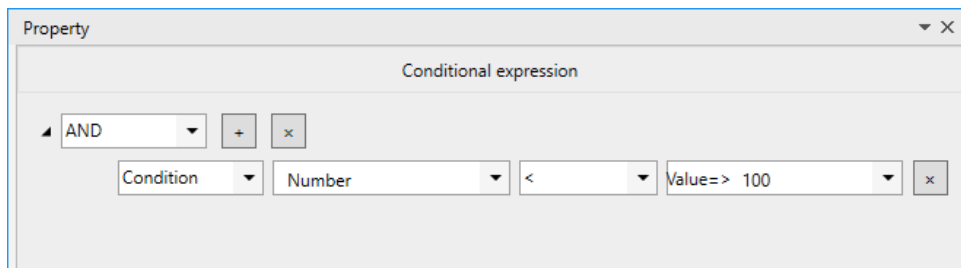 Property
Conditional expression
AND + ×
Condition Number < Value=> 100 ×